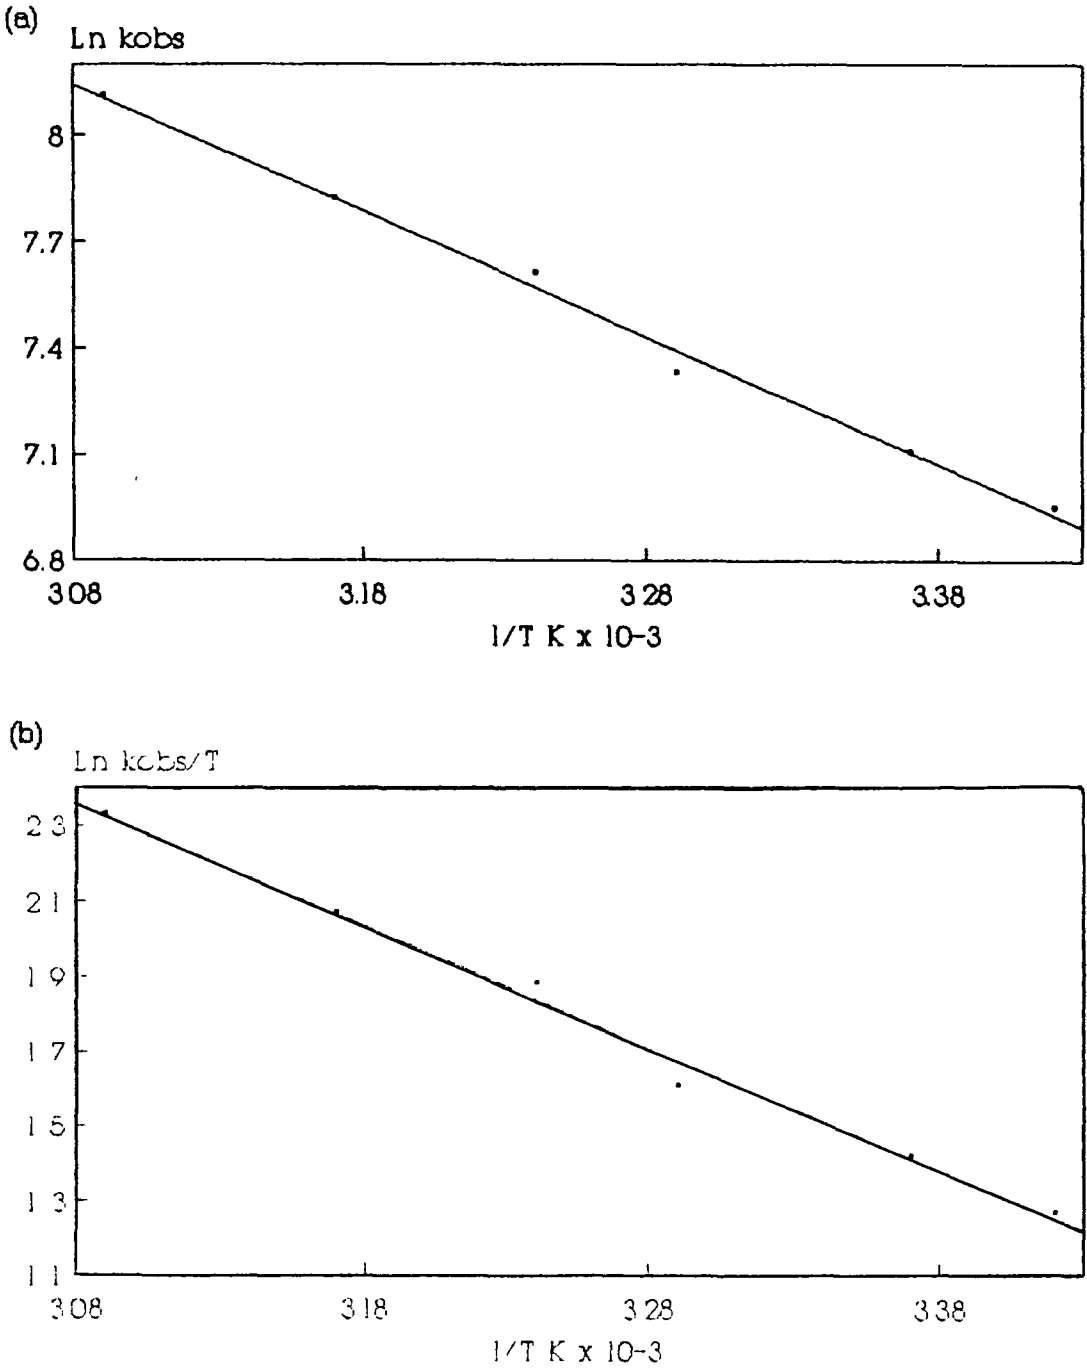 (a)
Ln kobs
8
7.7
7.4
7.1
6.8
3.08 3.18 3.28 3.38
1/T K x 10-3
(b)
Ln kobs/T
2.3
2.1
1.9
1.7
1.5
1.3
1.1
3.08 3.18 3.28 3.38
1/T K x 10-3